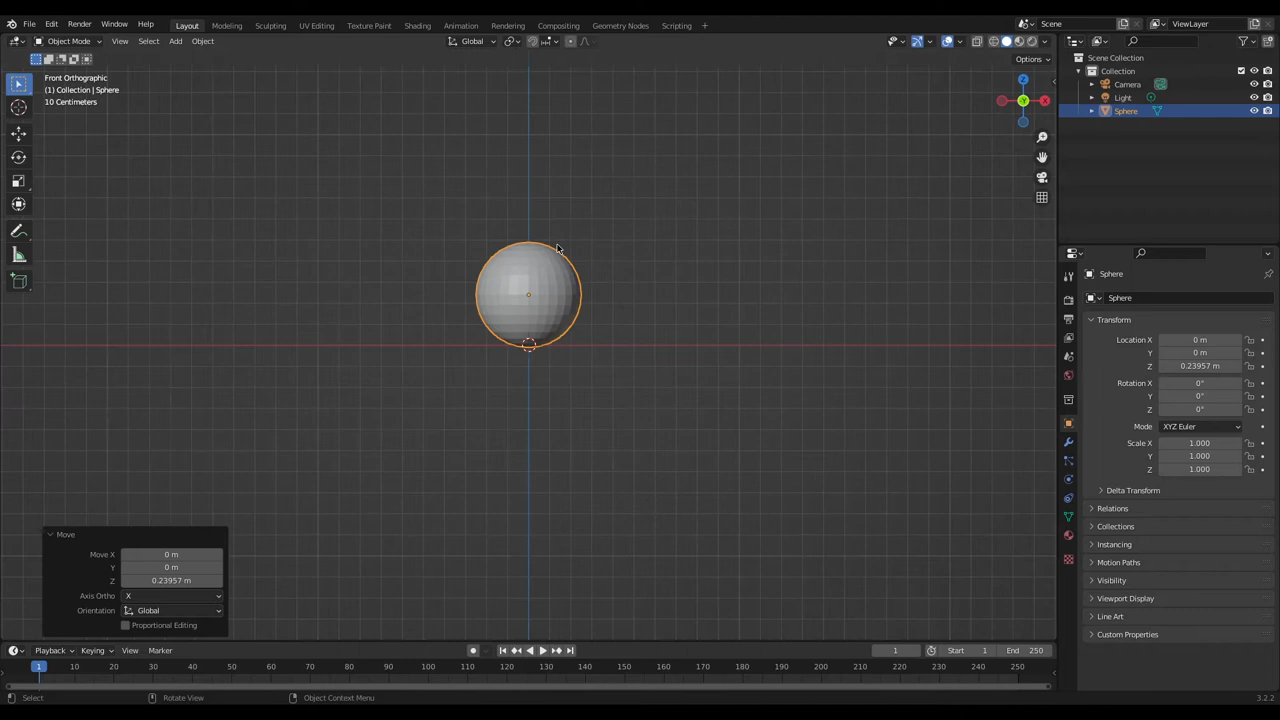 File Edit Render Window Help Layout Modeling Sculpting UV Editing Texture Paint Shading Animation Rendering Compositing Geometry Nodes Scripting + Scene ViewLayer
Object Mode View Select Add Object Global
Options
Front Orthographic
(1) Collection | Sphere
10 Centimeters
Z
Y
X
Scene Collection
Collection
Camera
Light
Sphere
Sphere
Sphere
Transform
Location X 0 m
Y 0 m
Z 0.23957 m
Rotation X 0°
Y 0°
Z 0°
Mode XYZ Euler
Scale X 1.000
Y 1.000
Z 1.000
Delta Transform
Relations
Collections
Instancing
Motion Paths
Visibility
Viewport Display
Line Art
Custom Properties
Move
Move X 0 m
Y 0 m
Z 0.23957 m
Axis Ortho X
Orientation Global
Proportional Editing
Playback Keying View Marker 1 Start 1 End 250
1 10 20 30 40 50 60 70 80 90 100 110 120 130 140 150 160 170 180 190 200 210 220 230 240 250
Select Rotate View Object Context Menu 3.2.2